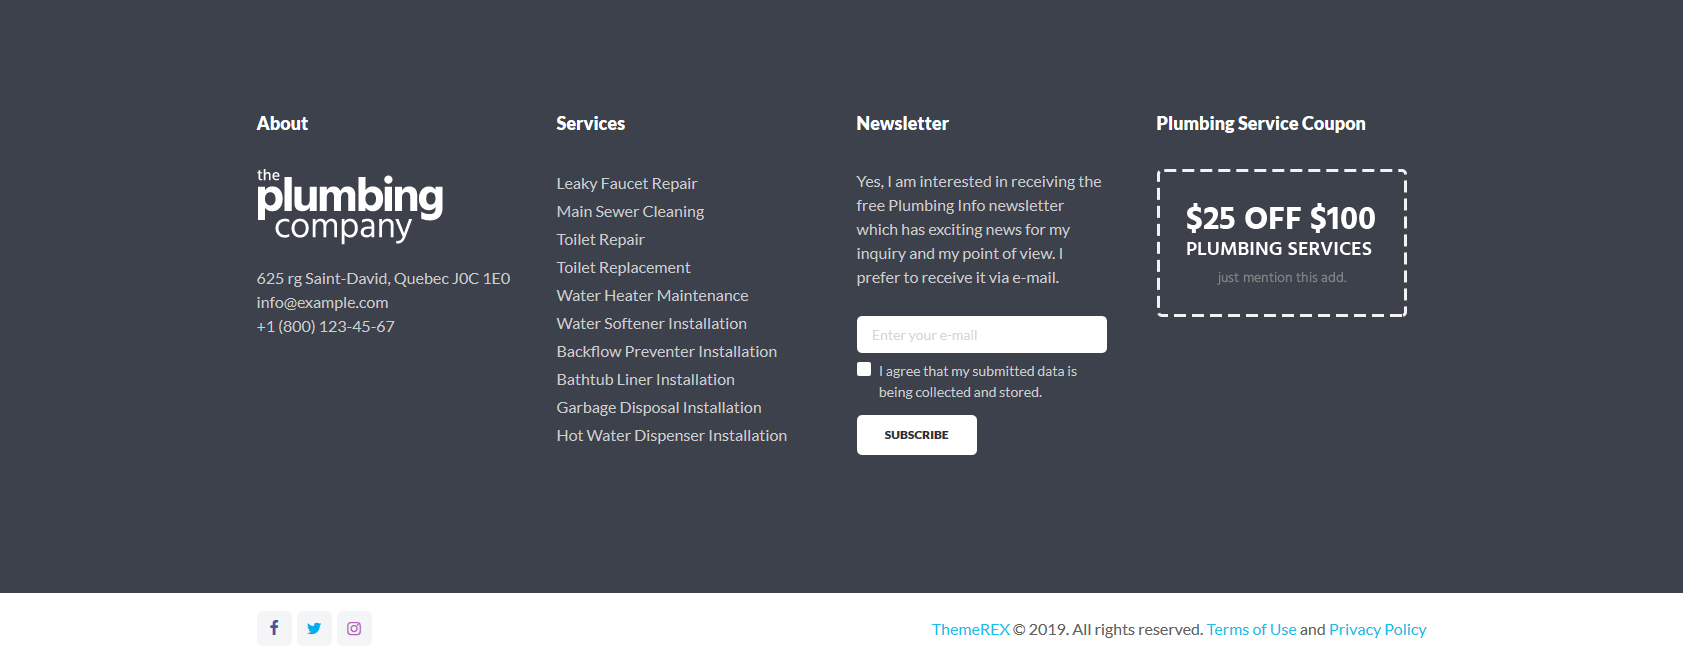 About
the
plumbing
company
625 rg Saint-David, Quebec J0C 1E0
info@example.com
+1 (800) 123-45-67
Services
Leaky Faucet Repair
Main Sewer Cleaning
Toilet Repair
Toilet Replacement
Water Heater Maintenance
Water Softener Installation
Backflow Preventer Installation
Bathtub Liner Installation
Garbage Disposal Installation
Hot Water Dispenser Installation
Newsletter
Yes, I am interested in receiving the
free Plumbing Info newsletter
which has exciting news for my
inquiry and my point of view. I
prefer to receive it via e-mail.
Enter your e-mail
I agree that my submitted data is
being collected and stored.
SUBSCRIBE
Plumbing Service Coupon
$25 OFF $100
PLUMBING SERVICES
just mention this add.
ThemeREX © 2019. All rights reserved. Terms of Use and Privacy Policy